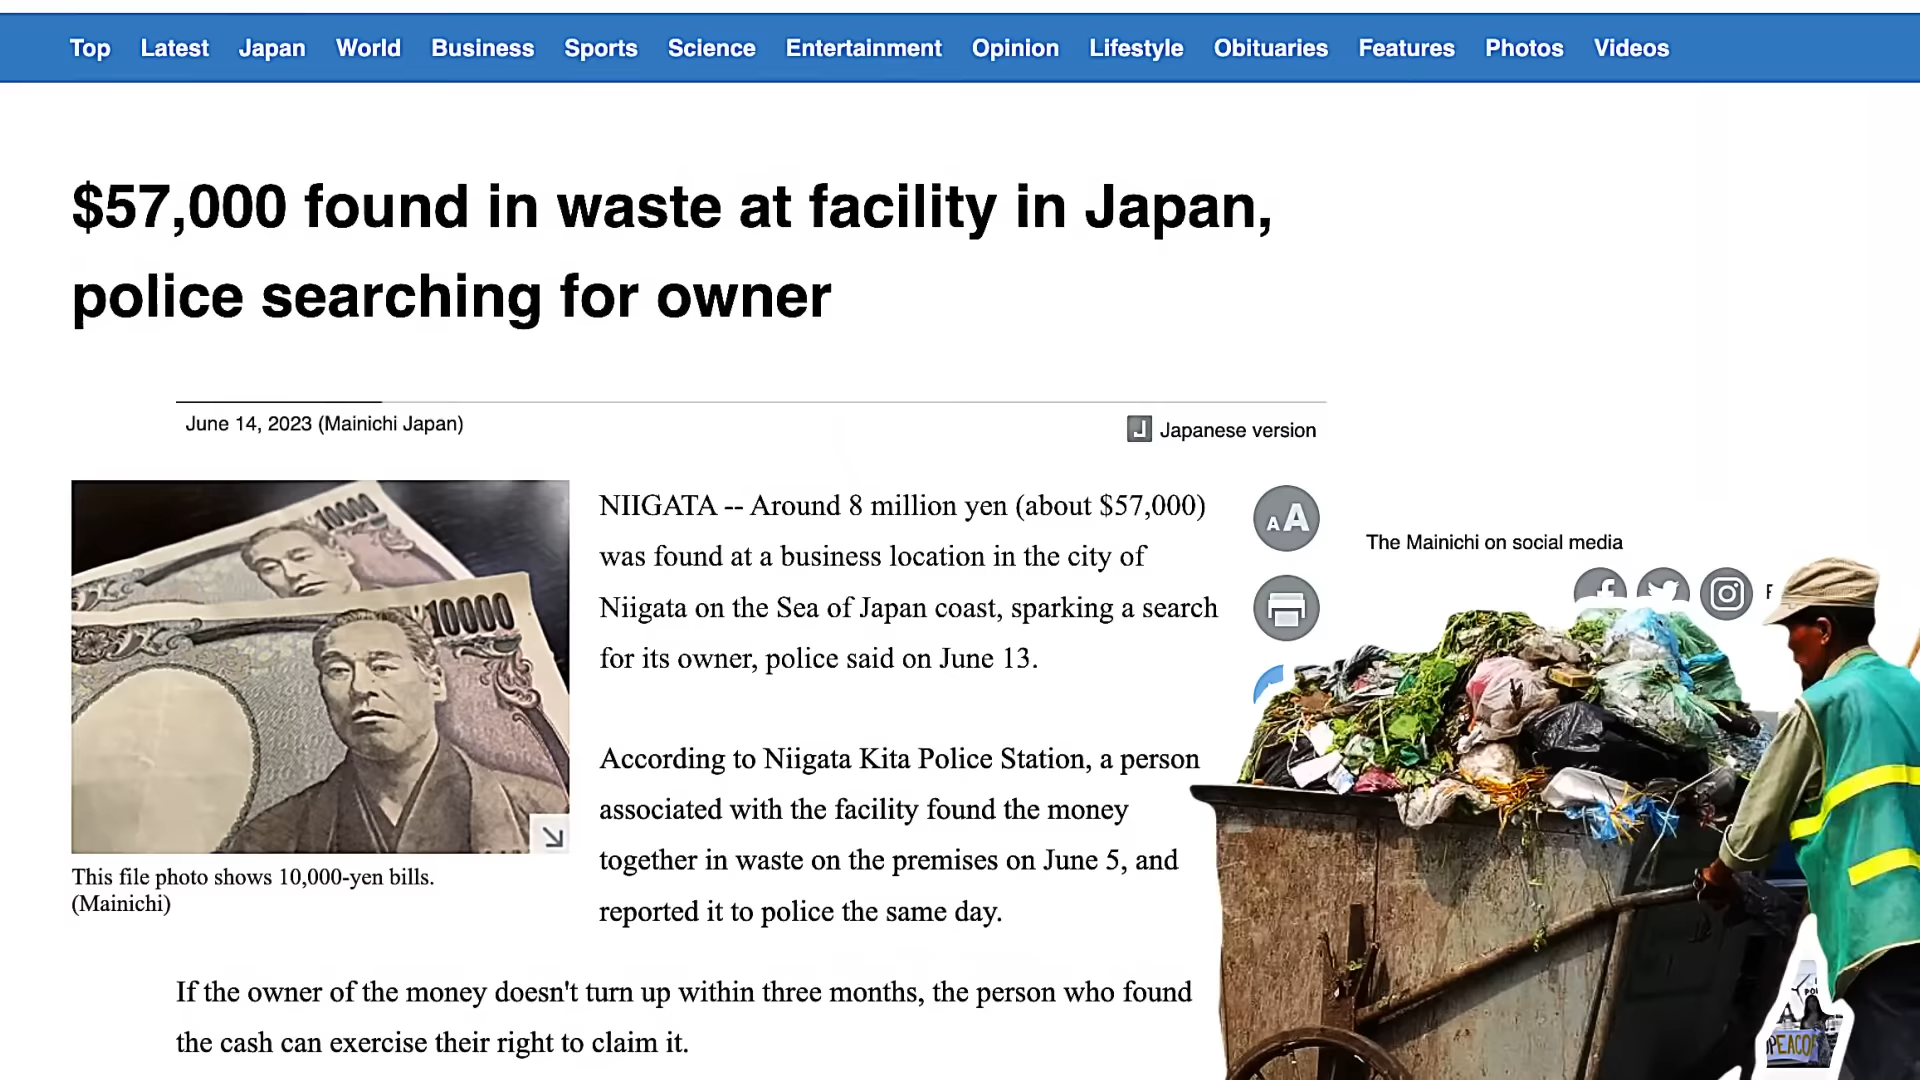 Top Latest Japan World Business Sports Science Entertainment Opinion Lifestyle Obituaries Features Photos Videos
$57,000 found in waste at facility in Japan,
police searching for owner
June 14, 2023 (Mainichi Japan)
J Japanese version
10000
10000
This file photo shows 10,000-yen bills.
(Mainichi)
NIIGATA -- Around 8 million yen (about $57,000)
was found at a business location in the city of
Niigata on the Sea of Japan coast, sparking a search
for its owner, police said on June 13.
According to Niigata Kita Police Station, a person
associated with the facility found the money
together in waste on the premises on June 5, and
reported it to police the same day.
If the owner of the money doesn't turn up within three months, the person who found
the cash can exercise their right to claim it.
AA
The Mainichi on social media